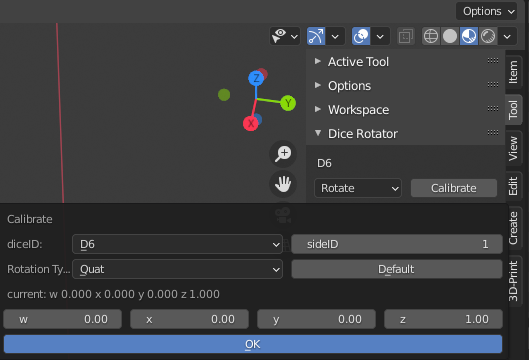 Options
Z
Y
X
Active Tool
Options
Workspace
Dice Rotator
D6
Rotate Calibrate
Item
Tool
View
Edit
Create
3D-Print
Calibrate
diceID: D6 sideID 1
Rotation Ty... Quat Default
current: w 0.000 x 0.000 y 0.000 z 1.000
w 0.00 x 0.00 y 0.00 z 1.00
OK